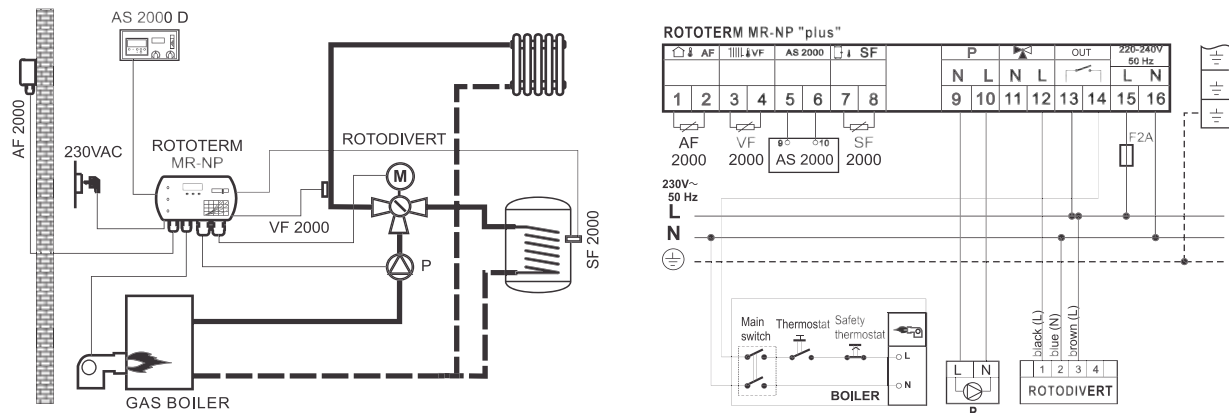 AS 2000 D
AF 2000
230VAC
ROTOTERM
MR-NP
ROTODIVERT
M
VF 2000
P
SF 2000
GAS BOILER
ROTOTERM MR-NP "plus"
AF
VF
AS 2000
SF
P
OUT
220-240V
50 Hz
N L N L L N
1 2 3 4 5 6 7 8 9 10 11 12 13 14 15 16
AF
2000
VF
2000
9 10
AS 2000
SF
2000
F2A
230V~
50 Hz
L
N
Main
switch
Thermostat
Safety
thermostat
L
N
BOILER
L N
P
black (L)
blue (N)
brown (L)
1 2 3 4
ROTODIVERT